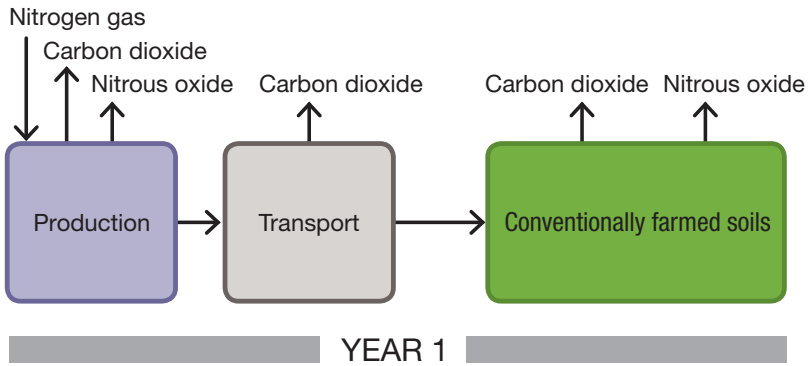 Nitrogen gas
Carbon dioxide
Nitrous oxide
Carbon dioxide
Carbon dioxide
Nitrous oxide
Production
Transport
Conventionally farmed soils
YEAR 1